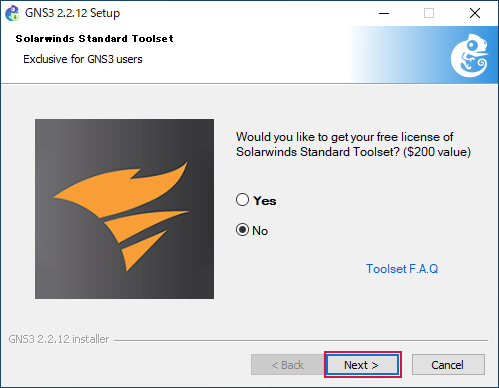 GNS3 2.2.12 Setup
Solarwinds Standard Toolset
Exclusive for GNS3 users
Would you like to get your free license of
Solarwinds Standard Toolset? ($200 value)
Yes
No
Toolset F.A.Q
GNS3 2.2.12 installer
< Back
Next >
Cancel